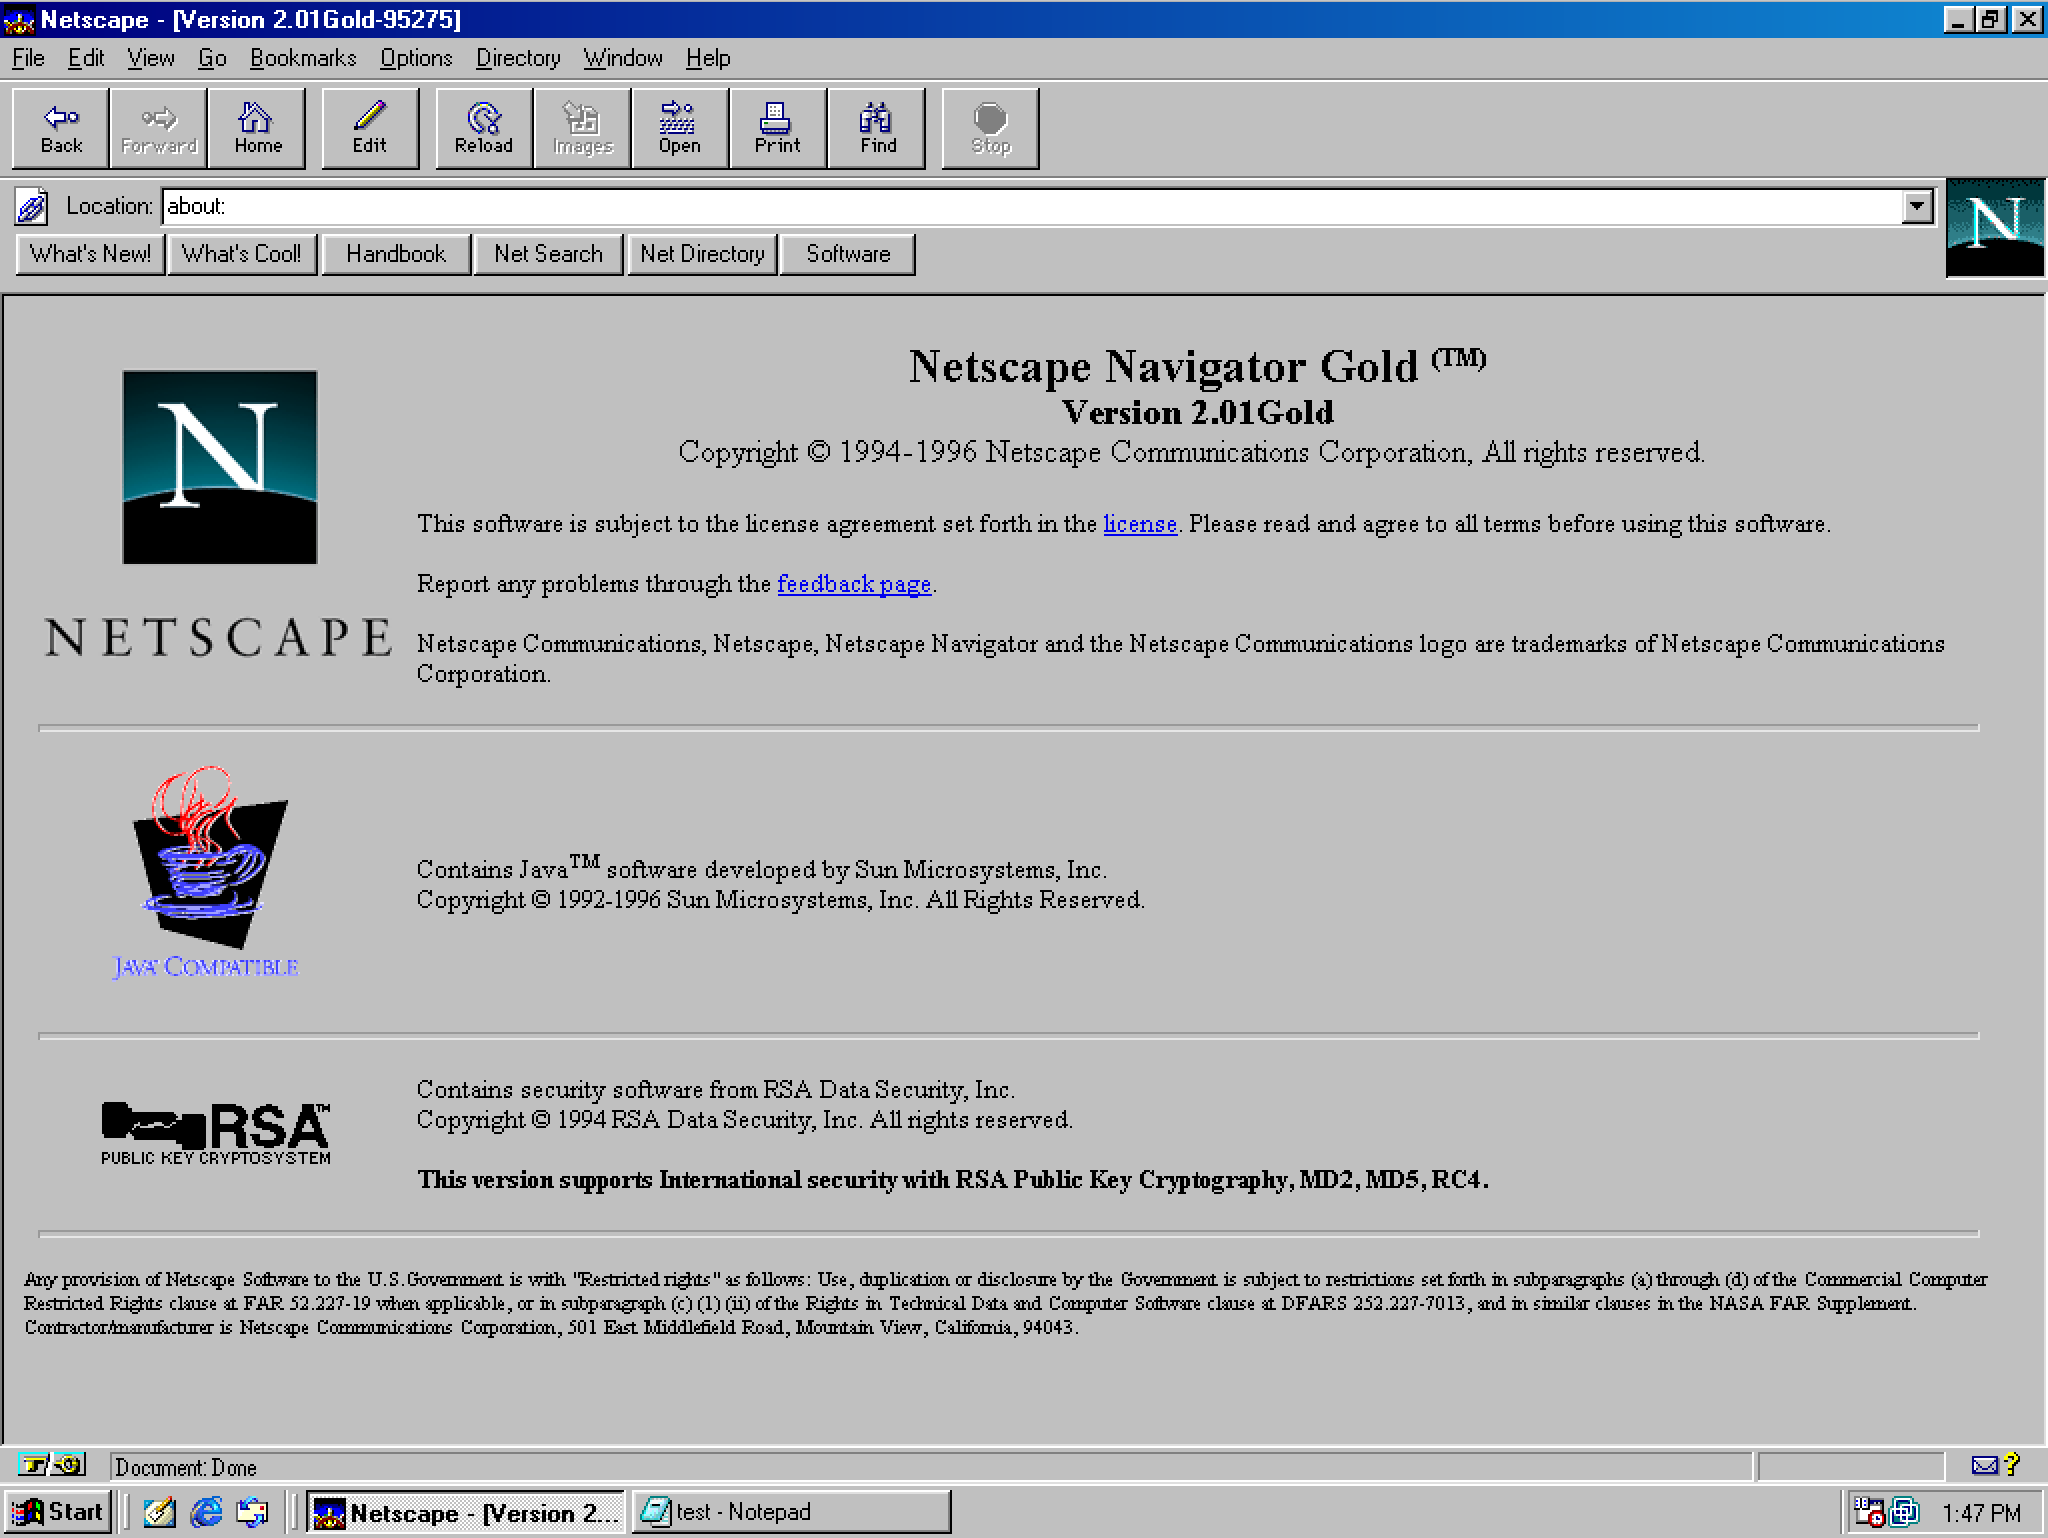 Netscape - [Version 2.01Gold-95275]
File Edit View Go Bookmarks Options Directory Window Help
Back Forward Home Edit Reload Images Open Print Find Stop
Location: about:
N
What's New! What's Cool! Handbook Net Search Net Directory Software
Netscape Navigator Gold (TM)
Version 2.01Gold
Copyright © 1994-1996 Netscape Communications Corporation, All rights reserved.
N
NETSCAPE
This software is subject to the license agreement set forth in the license. Please read and agree to all terms before using this software.
Report any problems through the feedback page.
Netscape Communications, Netscape, Netscape Navigator and the Netscape Communications logo are trademarks of Netscape Communications
Corporation.
JAVA COMPATIBLE
Contains Java™ software developed by Sun Microsystems, Inc.
Copyright © 1992-1996 Sun Microsystems, Inc. All Rights Reserved.
RSA™
PUBLIC KEY CRYPTOSYSTEM
Contains security software from RSA Data Security, Inc.
Copyright © 1994 RSA Data Security, Inc. All rights reserved.
This version supports International security with RSA Public Key Cryptography, MD2, MD5, RC4.
Any provision of Netscape Software to the U.S.Government is with "Restricted rights" as follows: Use, duplication or disclosure by the Government is subject to restrictions set forth in subparagraphs (a) through (d) of the Commercial Computer
Restricted Rights clause at FAR 52.227-19 when applicable, or in subparagraph (c) (1) (ii) of the Rights in Technical Data and Computer Software clause at DFARS 252.227-7013, and in similar clauses in the NASA FAR Supplement.
Contractor/manufacturer is Netscape Communications Corporation, 501 East Middlefield Road, Mountain View, California, 94043.
Document: Done
Start Netscape - [Version 2... test - Notepad 1:47 PM